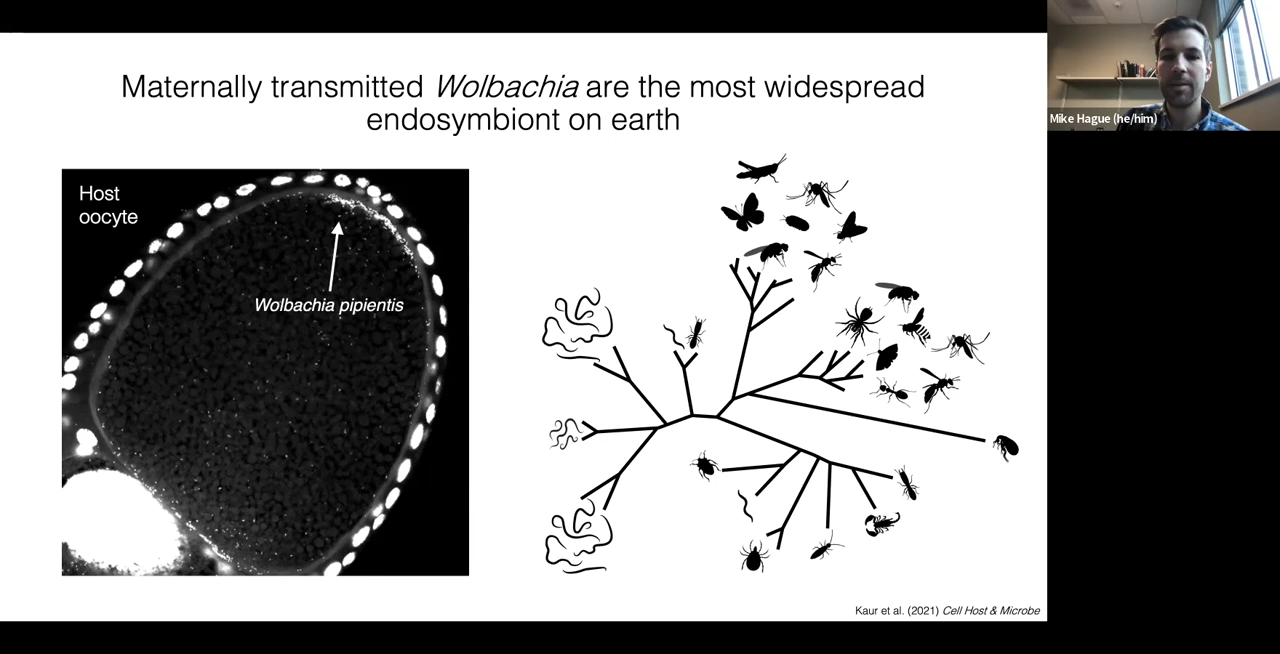 Maternally transmitted Wolbachia are the most widespread
endosymbiont on earth
Host
oocyte
Wolbachia pipientis
Kaur et al. (2021) Cell Host & Microbe
Mike Hague (he/him)